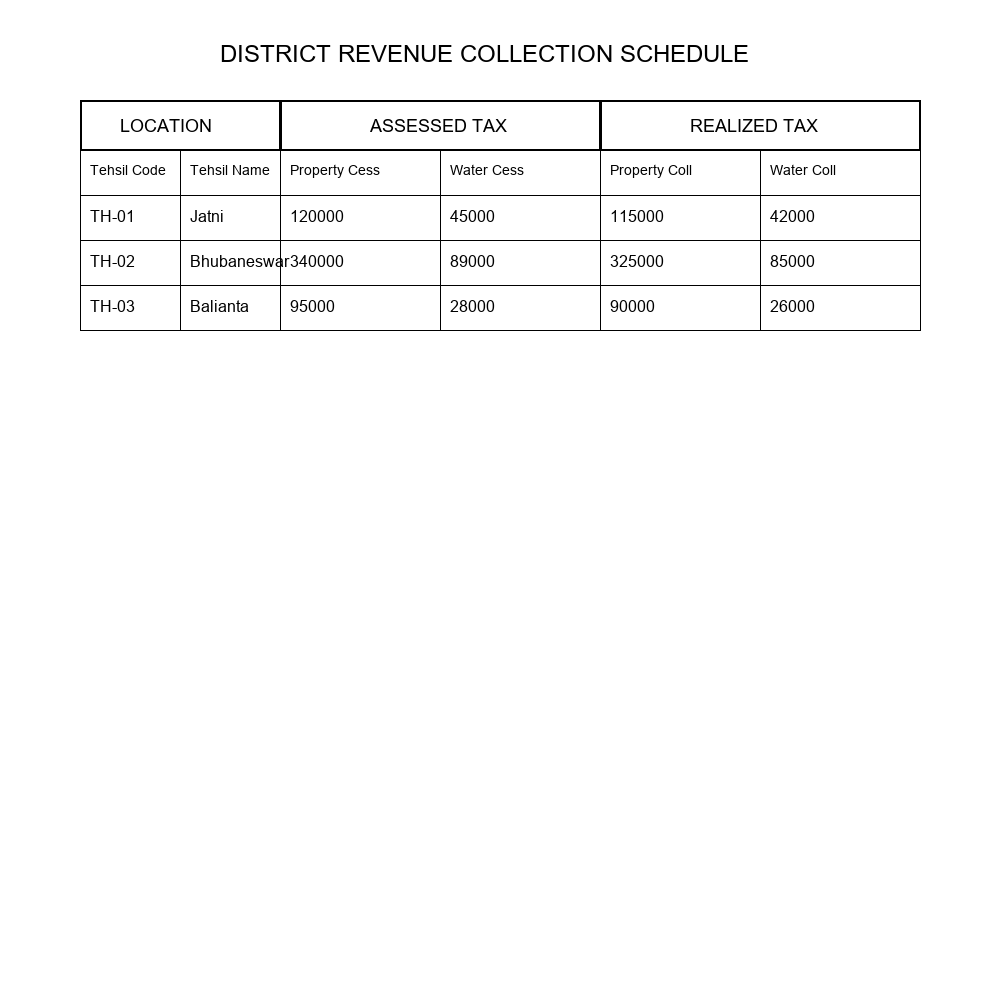 DISTRICT REVENUE COLLECTION SCHEDULE
LOCATION ASSESSED TAX REALIZED TAX
Tehsil Code Tehsil Name Property Cess Water Cess Property Coll Water Coll
TH-01 Jatni 120000 45000 115000 42000
TH-02 Bhubaneswar 340000 89000 325000 85000
TH-03 Balianta 95000 28000 90000 26000